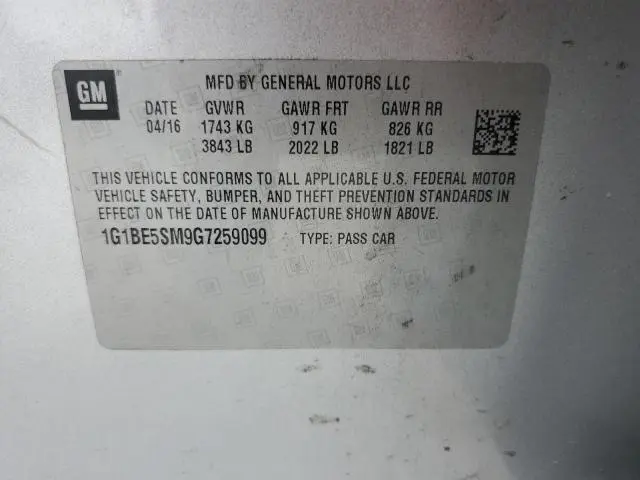 GM MFD BY GENERAL MOTORS LLC
DATE GVWR GAWR FRT GAWR RR
04/16 1743 KG 917 KG 826 KG
3843 LB 2022 LB 1821 LB
THIS VEHICLE CONFORMS TO ALL APPLICABLE U.S. FEDERAL MOTOR
VEHICLE SAFETY, BUMPER, AND THEFT PREVENTION STANDARDS IN
EFFECT ON THE DATE OF MANUFACTURE SHOWN ABOVE.
1G1BE5SM9G7259099 TYPE: PASS CAR